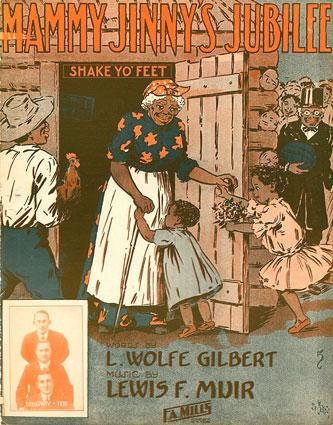 MAMMY JINNY'S JUBILEE
SHAKE YO' FEET
WORDS BY
L. WOLFE GILBERT
MUSIC BY
LEWIS F. MUIR
F.A. MILLS